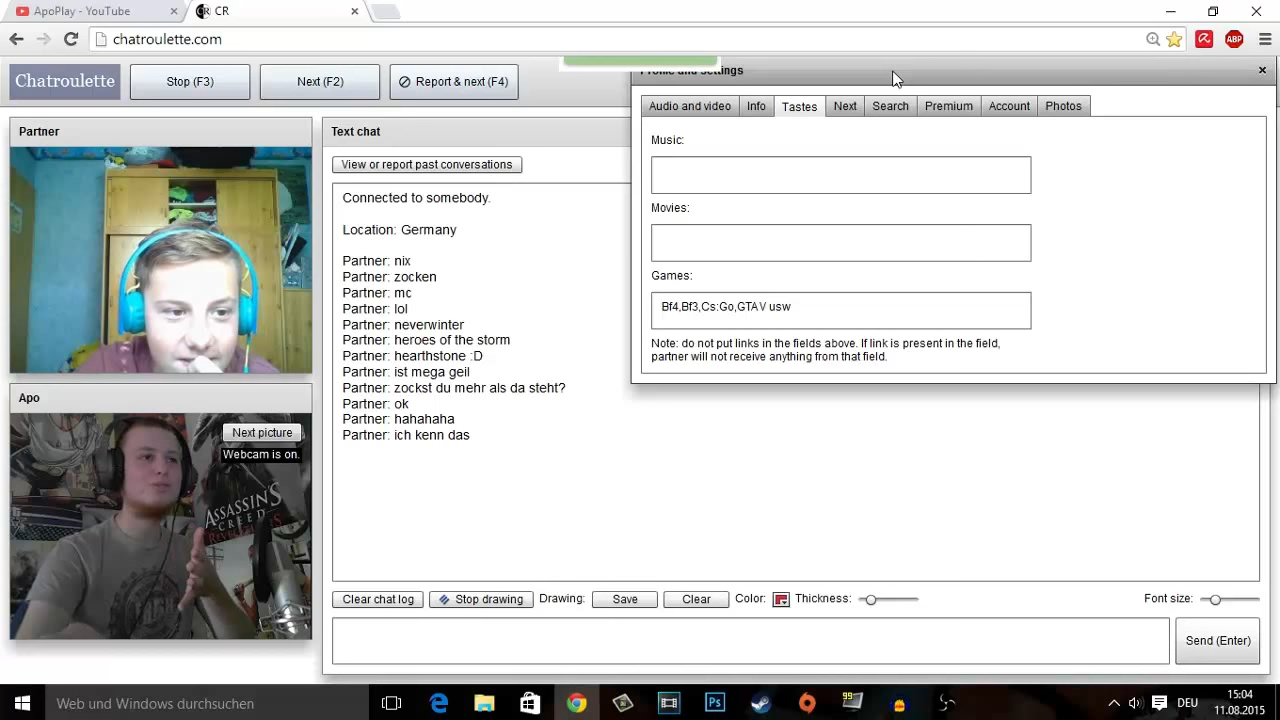 ApoPlay - YouTube
CR
chatroulette.com
ABP
Chatroulette
Stop (F3)
Next (F2)
Report & next (F4)
Profile and settings
Audio and video
Info
Tastes
Next
Search
Premium
Account
Photos
Music:
Movies:
Games:
Bf4,Bf3,Cs:Go,GTAV usw
Note: do not put links in the fields above. If link is present in the field,
partner will not receive anything from that field.
Partner
Text chat
View or report past conversations
Connected to somebody.
Location: Germany
Partner: nix
Partner: zocken
Partner: mc
Partner: lol
Partner: neverwinter
Partner: heroes of the storm
Partner: hearthstone :D
Partner: ist mega geil
Partner: zockst du mehr als da steht?
Partner: ok
Partner: hahahaha
Partner: ich kenn das
Apo
Next picture
Webcam is on.
ASSASSIN'S
CREED
Clear chat log
Stop drawing
Drawing:
Save
Clear
Color:
Thickness:
Font size:
Send (Enter)
Web und Windows durchsuchen
Ps
99
DEU
15:04
11.08.2015